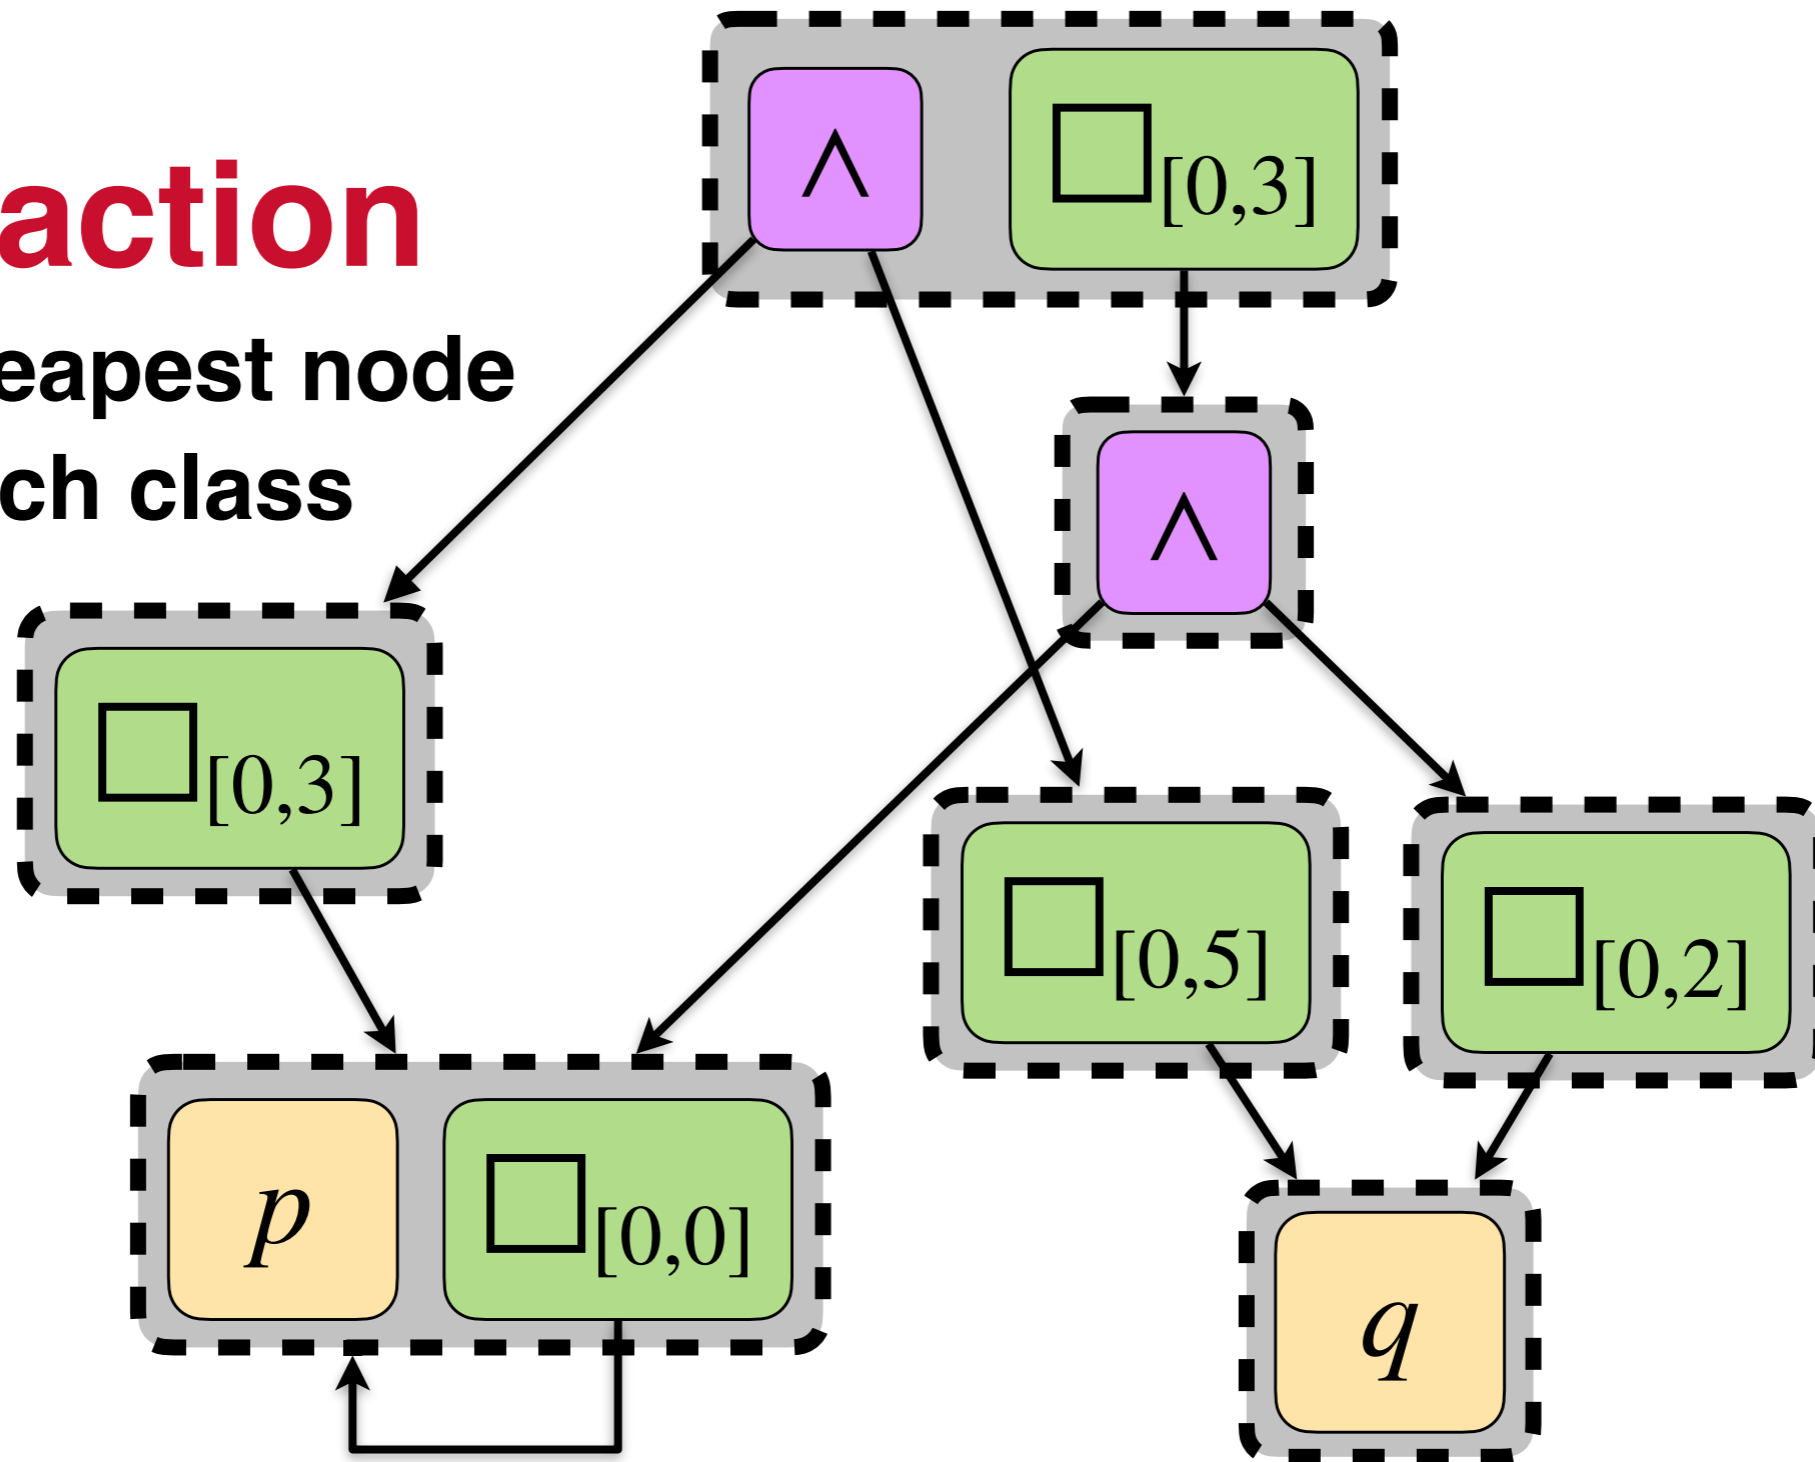 action
eapest node
ch class
∧ □[0,3]
∧
□[0,3]
□[0,5] □[0,2]
p □[0,0]
q